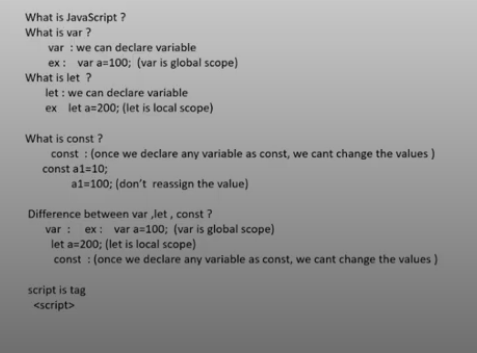 What is JavaScript ?
What is var ?
var : we can declare variable
ex : var a=100; (var is global scope)
What is let ?
let : we can declare variable
ex let a=200; (let is local scope)
What is const ?
const : (once we declare any variable as const, we cant change the values )
const a1=10;
a1=100; (don't reassign the value)
Difference between var ,let , const ?
var : ex : var a=100; (var is global scope)
let a=200; (let is local scope)
const : (once we declare any variable as const, we cant change the values )
script is tag
<script>